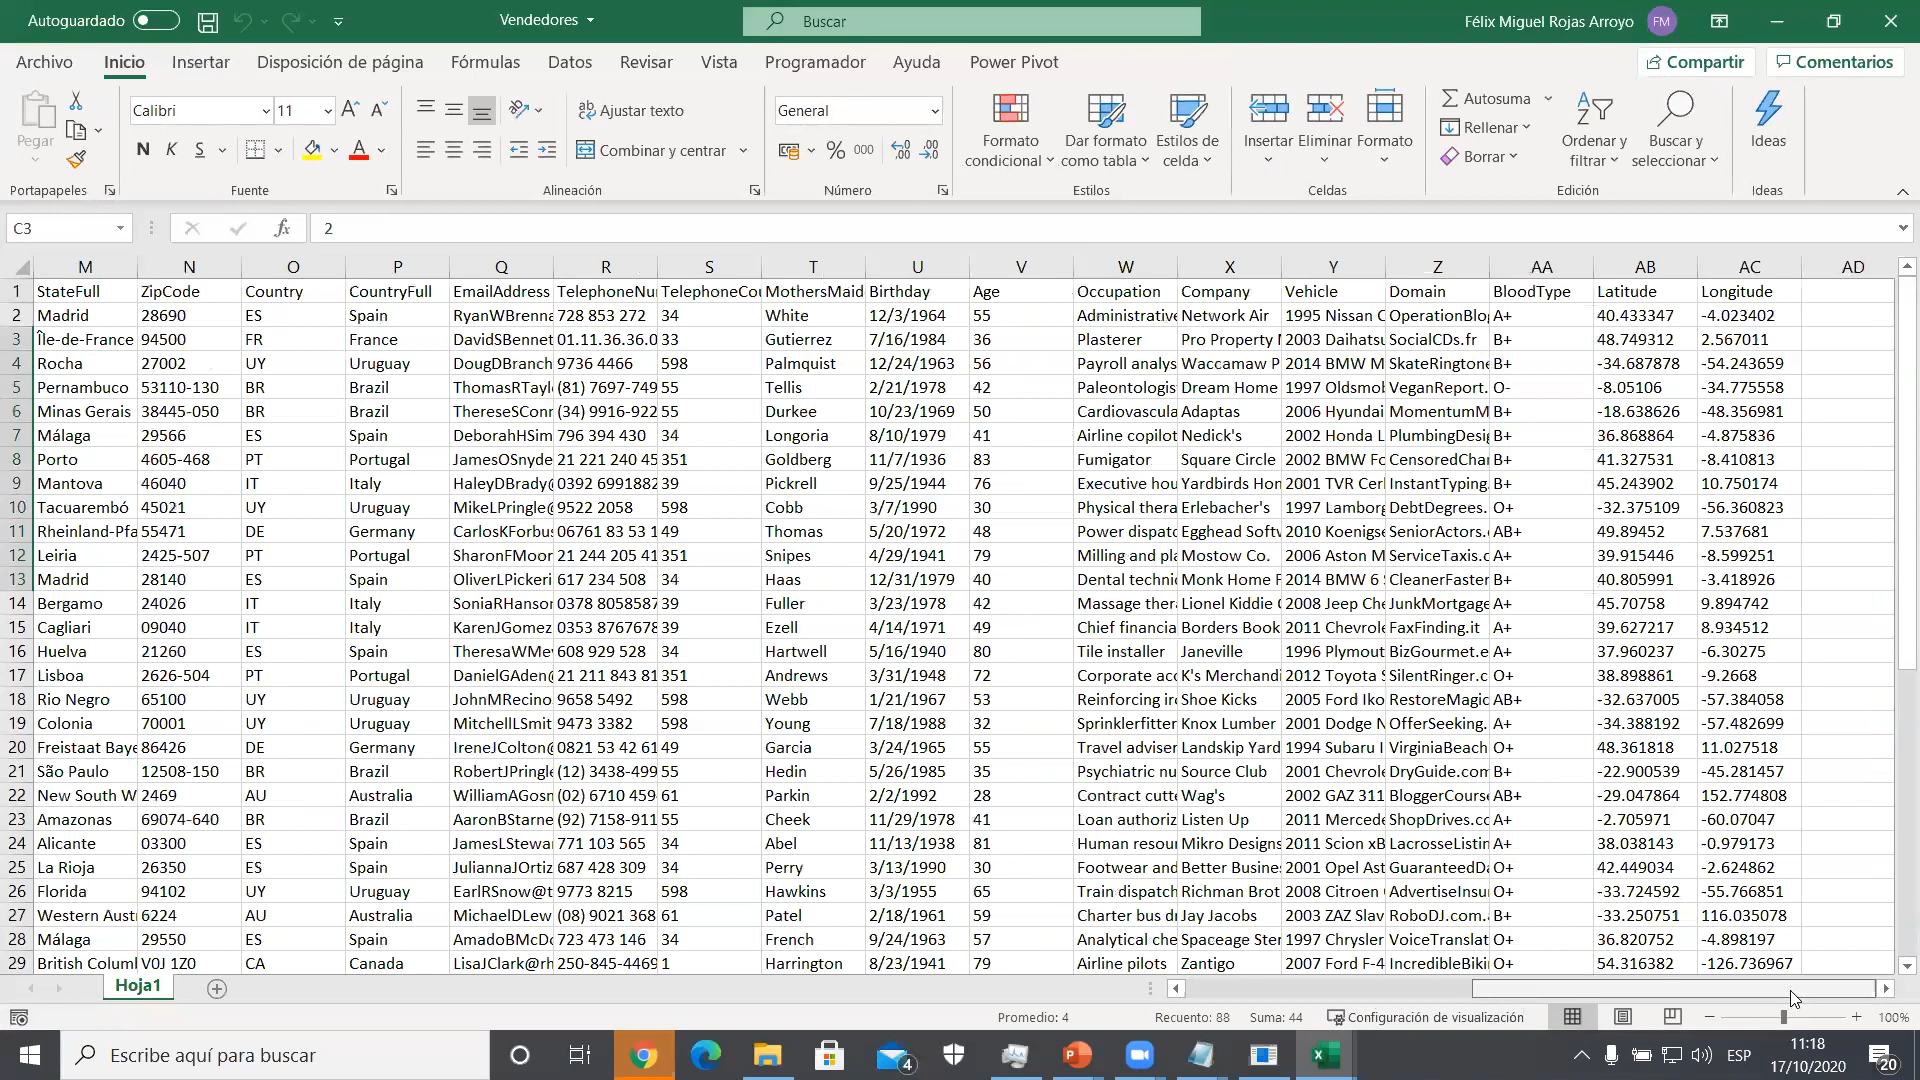 Autoguardado
Vendedores
Buscar
Félix Miguel Rojas Arroyo FM
Archivo Inicio Insertar Disposición de página Fórmulas Datos Revisar Vista Programador Ayuda Power Pivot Compartir Comentarios
Pegar
Calibri 11
N K S
Ajustar texto
Combinar y centrar
General
% 000
Formato condicional
Dar formato como tabla
Estilos de celda
Insertar Eliminar Formato
Autosuma
Rellenar
Borrar
Ordenar y filtrar
Buscar y seleccionar
Ideas
Portapapeles Fuente Alineación Número Estilos Celdas Edición Ideas
C3 fx 2
M N O P Q R S T U V W X Y Z AA AB AC AD
1 StateFull ZipCode Country CountryFull EmailAddress TelephoneNu TelephoneCou MothersMaid Birthday Age Occupation Company Vehicle Domain BloodType Latitude Longitude
2 Madrid 28690 ES Spain RyanWBrenna 728 853 272 34 White 12/3/1964 55 Administrative Network Air 1995 Nissan C OperationBlo A+ 40.433347 -4.023402
3 Île-de-France 94500 FR France DavidSBennet 01.11.36.36.0 33 Gutierrez 7/16/1984 36 Plasterer Pro Property 2003 Daihatsu SocialCDs.fr B+ 48.749312 2.567011
4 Rocha 27002 UY Uruguay DougDBranch 9736 4466 598 Palmquist 12/24/1963 56 Payroll analys Waccamaw P 2014 BMW M SkateRingtone B+ -34.687878 -54.243659
5 Pernambuco 53110-130 BR Brazil ThomasRTayl (81) 7697-749 55 Tellis 2/21/1978 42 Paleontologis Dream Home 1997 Oldsmob VeganReport. O- -8.05106 -34.775558
6 Minas Gerais 38445-050 BR Brazil ThereseSConr (34) 9916-922 55 Durkee 10/23/1969 50 Cardiovascula Adaptas 2006 Hyundai MomentumM B+ -18.638626 -48.356981
7 Málaga 29566 ES Spain DeborahHSim 796 394 430 34 Longoria 8/10/1979 41 Airline copilot Nedick's 2002 Honda L PlumbingDesig B+ 36.868864 -4.875836
8 Porto 4605-468 PT Portugal JamesOSnyde 21 221 240 45 351 Goldberg 11/7/1936 83 Fumigator Square Circle 2002 BMW Fo CensoredChar B+ 41.327531 -8.410813
9 Mantova 46040 IT Italy HaleyDBrady@ 0392 6991882 39 Pickrell 9/25/1944 76 Executive hou Yardbirds Hon 2001 TVR Cerl InstantTyping. B+ 45.243902 10.750174
10 Tacuarembó 45021 UY Uruguay MikeLPringle@ 9522 2058 598 Cobb 3/7/1990 30 Physical thera Erlebacher's 1997 Lamborg DebtDegrees. O+ -32.375109 -56.360823
11 Rheinland-Pfa 55471 DE Germany CarlosKForbus 06761 83 53 1 49 Thomas 5/20/1972 48 Power dispatc Egghead Softw 2010 Koenigse SeniorActors.c AB+ 49.89452 7.537681
12 Leiria 2425-507 PT Portugal SharonFMoor 21 244 205 41 351 Snipes 4/29/1941 79 Milling and pla Mostow Co. 2006 Aston M ServiceTaxis.c A+ 39.915446 -8.599251
13 Madrid 28140 ES Spain OliverLPickeri 617 234 508 34 Haas 12/31/1979 40 Dental technic Monk Home F 2014 BMW 6 S CleanerFaster B+ 40.805991 -3.418926
14 Bergamo 24026 IT Italy SoniaRHanson 0378 8058587 39 Fuller 3/23/1978 42 Massage ther Lionel Kiddie C 2008 Jeep Che JunkMortgage A+ 45.70758 9.894742
15 Cagliari 09040 IT Italy KarenJGomez 0353 8767678 39 Ezell 4/14/1971 49 Chief financia Borders Book 2011 Chevrole FaxFinding.it A+ 39.627217 8.934512
16 Huelva 21260 ES Spain TheresaWMe 608 929 528 34 Hartwell 5/16/1940 80 Tile installer Janeville 1996 Plymout BizGourmet.e A+ 37.960237 -6.30275
17 Lisboa 2626-504 PT Portugal DanielGAden@ 21 211 843 81 351 Andrews 3/31/1948 72 Corporate acc K's Merchandi 2012 Toyota S SilentRinger.c O+ 38.898861 -9.2668
18 Rio Negro 65100 UY Uruguay JohnMRecino 9658 5492 598 Webb 1/21/1967 53 Reinforcing ir Shoe Kicks 2005 Ford Iko RestoreMagic AB+ -32.637005 -57.384058
19 Colonia 70001 UY Uruguay MitchellLSmit 9473 3382 598 Young 7/18/1988 32 Sprinklerfitter Knox Lumber 2001 Dodge N OfferSeeking. A+ -34.388192 -57.482699
20 Freistaat Baye 86426 DE Germany IreneJColton@ 0821 53 42 61 49 Garcia 3/24/1965 55 Travel adviser Landskip Yard 1994 Subaru I VirginiaBeach O+ 48.361818 11.027518
21 São Paulo 12508-150 BR Brazil RobertJPringle (12) 3438-499 55 Hedin 5/26/1985 35 Psychiatric nu Source Club 2001 Chevrole DryGuide.com B+ -22.900539 -45.281457
22 New South W 2469 AU Australia WilliamAGosn (02) 6710 459 61 Parkin 2/2/1992 28 Contract cutte Wag's 2002 GAZ 311 BloggerCourse AB+ -29.047864 152.774808
23 Amazonas 69074-640 BR Brazil AaronBStarne (92) 7158-911 55 Cheek 11/29/1978 41 Loan authoriz Listen Up 2011 Mercede ShopDrives.cc A+ -2.705971 -60.07047
24 Alicante 03300 ES Spain JamesLStewa 771 103 565 34 Abel 11/13/1938 81 Human resour Mikro Designs 2011 Scion xB LacrosseListin A+ 38.038143 -0.979173
25 La Rioja 26350 ES Spain JuliannaJOrtiz 687 428 309 34 Perry 3/13/1990 30 Footwear and Better Busine 2001 Opel Ast GuaranteedDa O+ 42.449034 -2.624862
26 Florida 94102 UY Uruguay EarlRSnow@t 9773 8215 598 Hawkins 3/3/1955 65 Train dispatch Richman Brot 2008 Citroen AdvertiseInsu O+ -33.724592 -55.766851
27 Western Aust 6224 AU Australia MichaelDLew (08) 9021 368 61 Patel 2/18/1961 59 Charter bus dr Jay Jacobs 2003 ZAZ Slav RoboDJ.com. B+ -33.250751 116.035078
28 Málaga 29550 ES Spain AmadoBMcDo 723 473 146 34 French 9/24/1963 57 Analytical che Spaceage Ster 1997 Chrysler VoiceTranslat O+ 36.820752 -4.898197
29 British Columl V0J 1Z0 CA Canada LisaJClark@rh 250-845-4469 1 Harrington 8/23/1941 79 Airline pilots Zantigo 2007 Ford F-4 IncredibleBiki O+ 54.316382 -126.736967
Hoja1
Promedio: 4 Recuento: 88 Suma: 44 Configuración de visualización 100%
Escribe aquí para buscar
4
ESP
11:18
17/10/2020
20